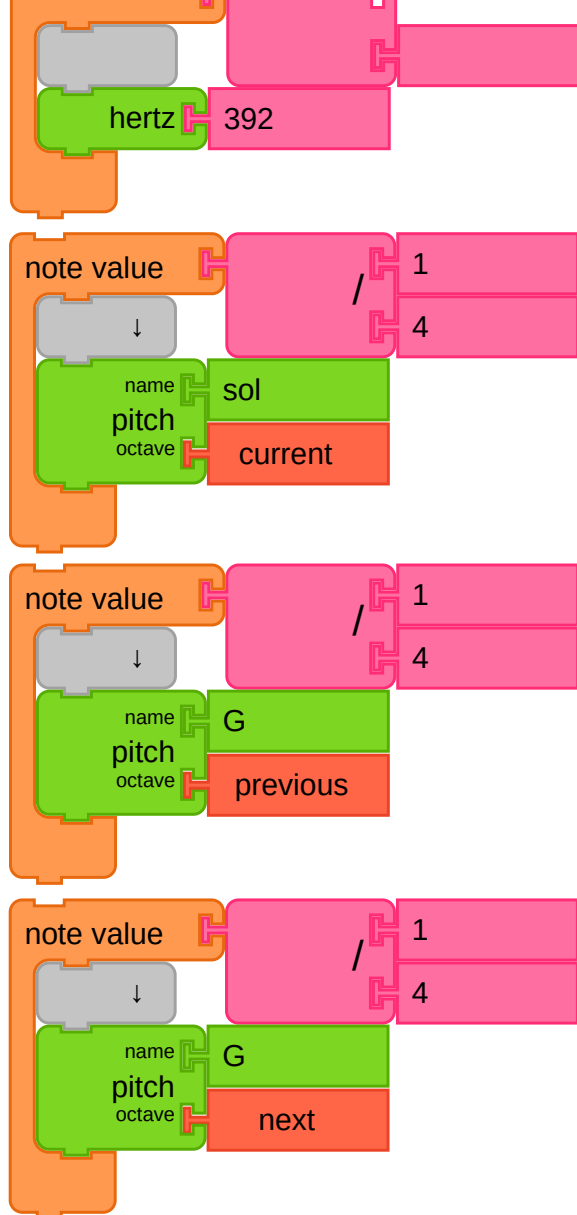 hertz 392
note value / 1
4
↓
name sol
pitch
octave current
note value / 1
4
↓
name G
pitch
octave previous
note value / 1
4
↓
name G
pitch
octave next